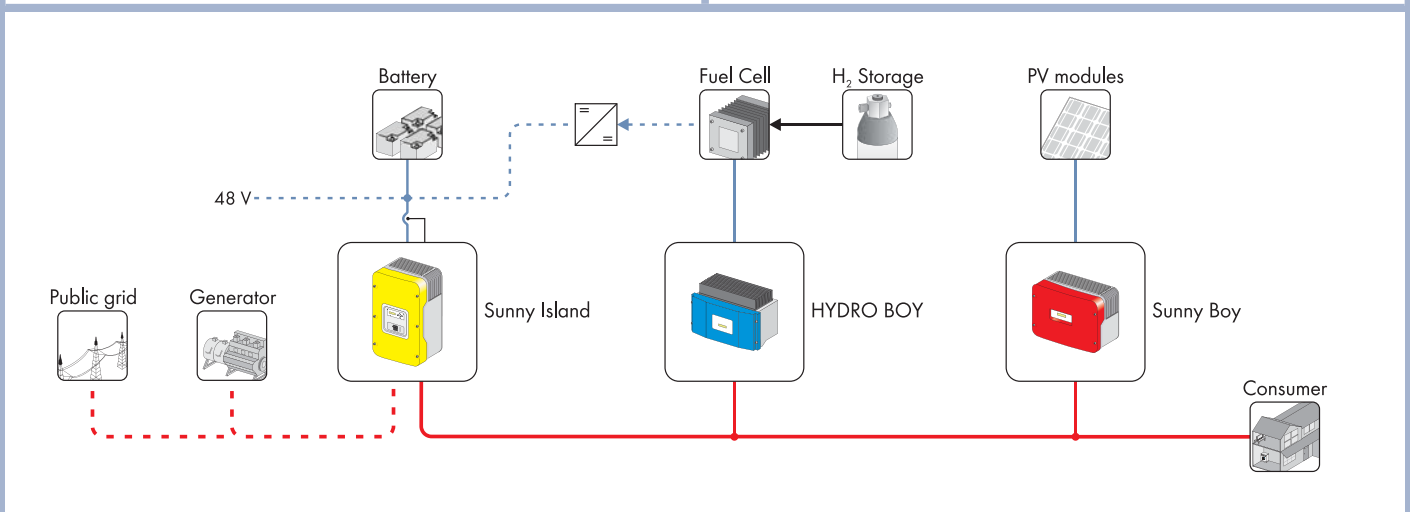 Battery
Fuel Cell
H₂ Storage
PV modules
48 V
Public grid
Generator
Sunny Island
HYDRO BOY
Sunny Boy
Consumer